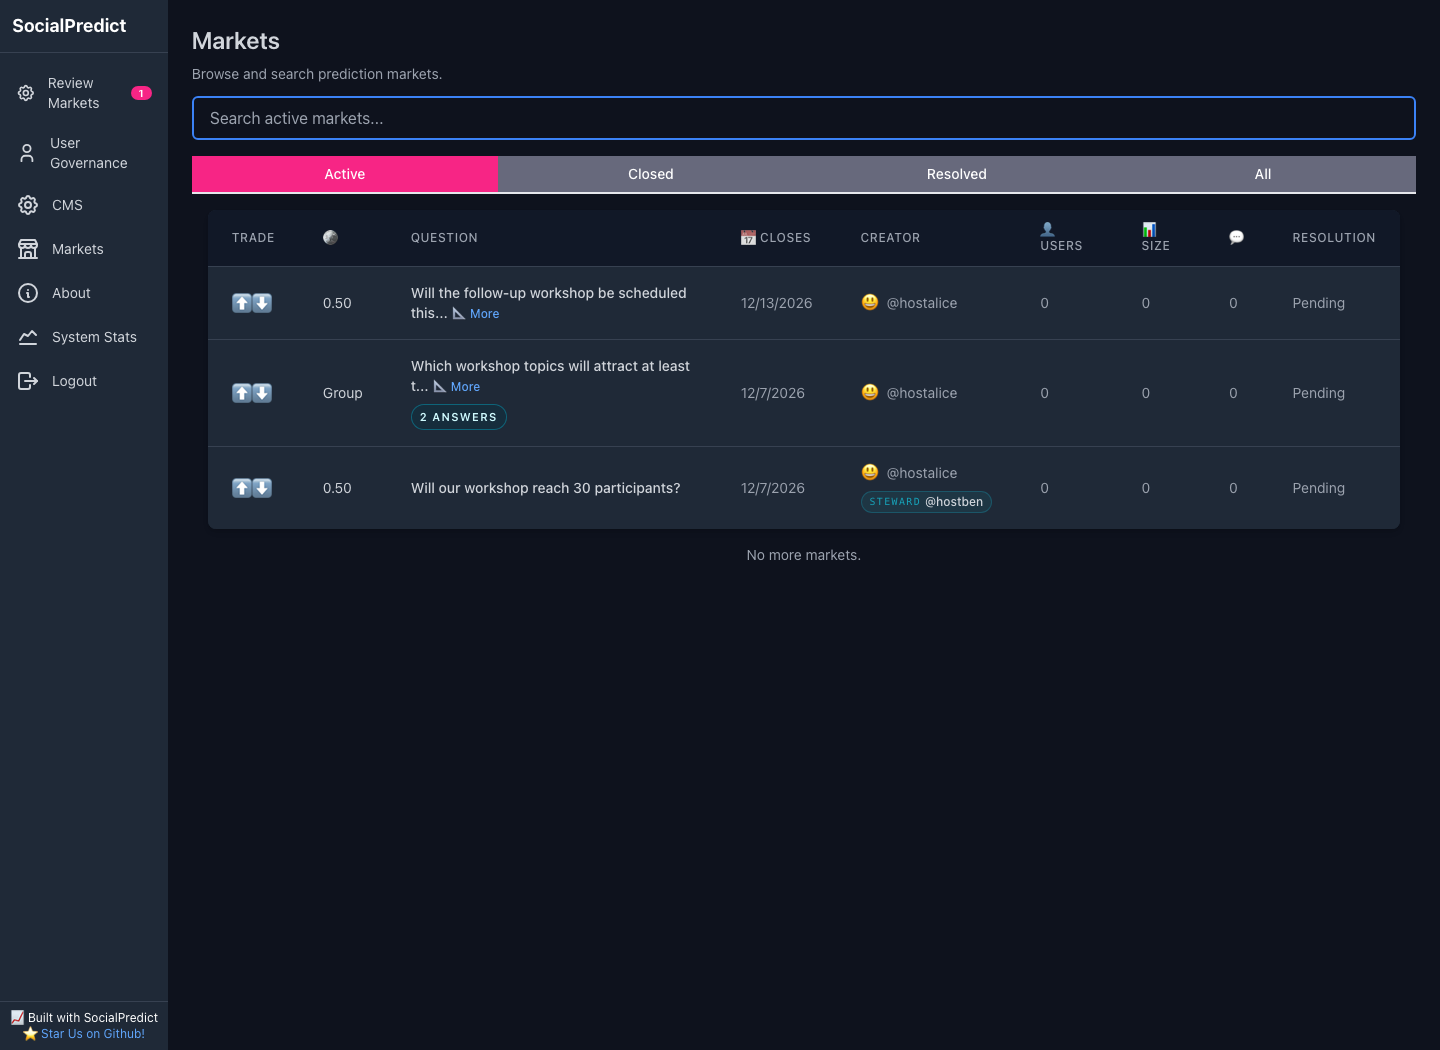 SocialPredict
Review
Markets
1
User
Governance
CMS
Markets
About
System Stats
Logout
📈 Built with SocialPredict
⭐ Star Us on Github!
Markets
Browse and search prediction markets.
Search active markets...
Active Closed Resolved All
TRADE QUESTION 📅 CLOSES CREATOR 👤 USERS 📊 SIZE 💬 RESOLUTION
⬆️⬇️ 0.50 Will the follow-up workshop be scheduled
this... 📐 More
12/13/2026 😃 @hostalice 0 0 0 Pending
⬆️⬇️ Group Which workshop topics will attract at least
t... 📐 More
2 ANSWERS
12/7/2026 😃 @hostalice 0 0 0 Pending
⬆️⬇️ 0.50 Will our workshop reach 30 participants? 12/7/2026 😃 @hostalice
STEWARD @hostben
0 0 0 Pending
No more markets.